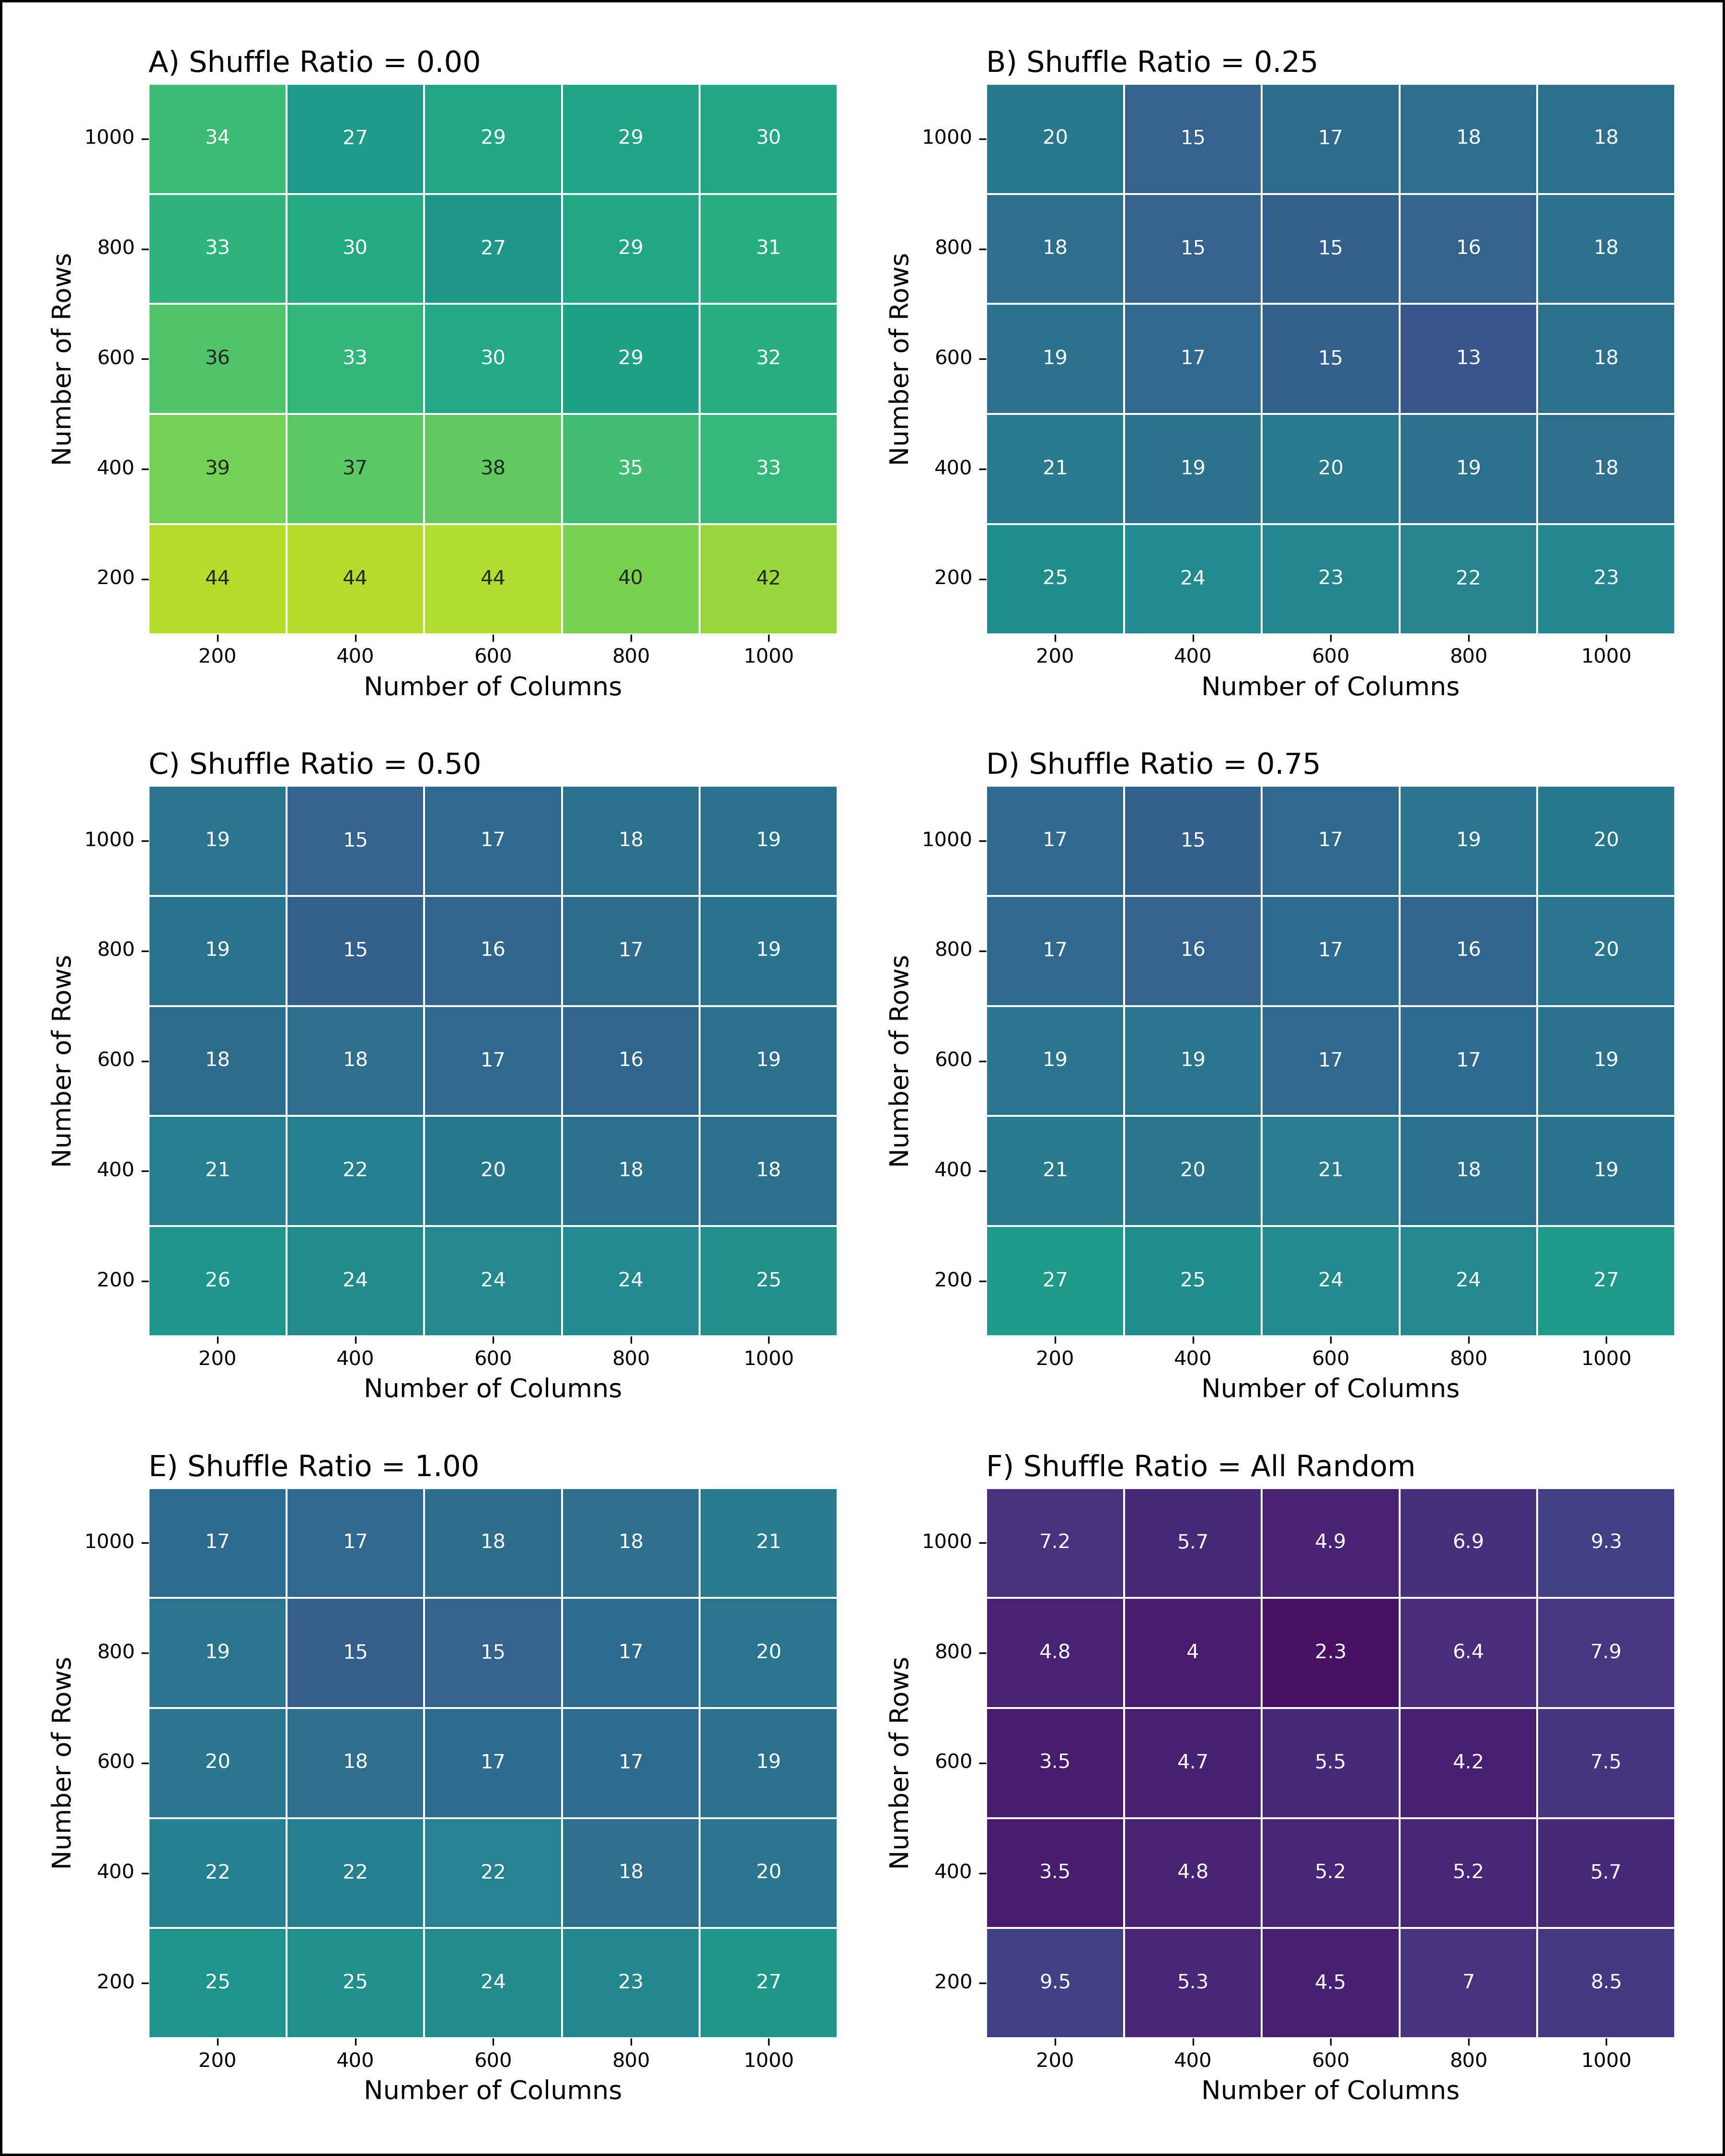 A) Shuffle Ratio = 0.00
Number of Rows
1000 34 27 29 29 30
800 33 30 27 29 31
600 36 33 30 29 32
400 39 37 38 35 33
200 44 44 44 40 42
200 400 600 800 1000
Number of Columns
B) Shuffle Ratio = 0.25
Number of Rows
1000 20 15 17 18 18
800 18 15 15 16 18
600 19 17 15 13 18
400 21 19 20 19 18
200 25 24 23 22 23
200 400 600 800 1000
Number of Columns
C) Shuffle Ratio = 0.50
Number of Rows
1000 19 15 17 18 19
800 19 15 16 17 19
600 18 18 17 16 19
400 21 22 20 18 18
200 26 24 24 24 25
200 400 600 800 1000
Number of Columns
D) Shuffle Ratio = 0.75
Number of Rows
1000 17 15 17 19 20
800 17 16 17 16 20
600 19 19 17 17 19
400 21 20 21 18 19
200 27 25 24 24 27
200 400 600 800 1000
Number of Columns
E) Shuffle Ratio = 1.00
Number of Rows
1000 17 17 18 18 21
800 19 15 15 17 20
600 20 18 17 17 19
400 22 22 22 18 20
200 25 25 24 23 27
200 400 600 800 1000
Number of Columns
F) Shuffle Ratio = All Random
Number of Rows
1000 7.2 5.7 4.9 6.9 9.3
800 4.8 4 2.3 6.4 7.9
600 3.5 4.7 5.5 4.2 7.5
400 3.5 4.8 5.2 5.2 5.7
200 9.5 5.3 4.5 7 8.5
200 400 600 800 1000
Number of Columns